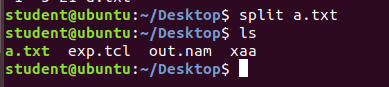 student@ubuntu:~/Desktop$ split a.txt
student@ubuntu:~/Desktop$ ls
a.txt exp.tcl out.nam xaa
student@ubuntu:~/Desktop$